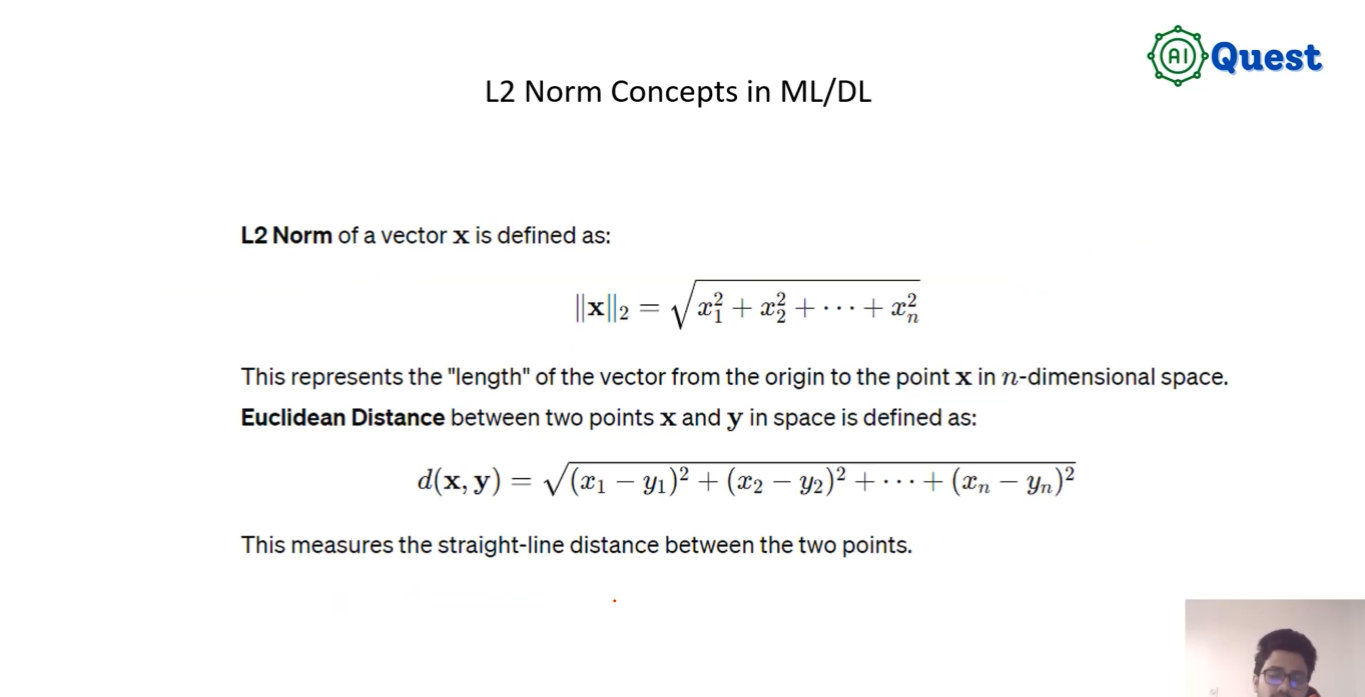 AI Quest
L2 Norm Concepts in ML/DL
L2 Norm of a vector x is defined as:
‖x‖₂ = √(x₁² + x₂² + ⋯ + xₙ²)
This represents the "length" of the vector from the origin to the point x in n-dimensional space.
Euclidean Distance between two points x and y in space is defined as:
d(x, y) = √((x₁ − y₁)² + (x₂ − y₂)² + ⋯ + (xₙ − yₙ)²)
This measures the straight-line distance between the two points.